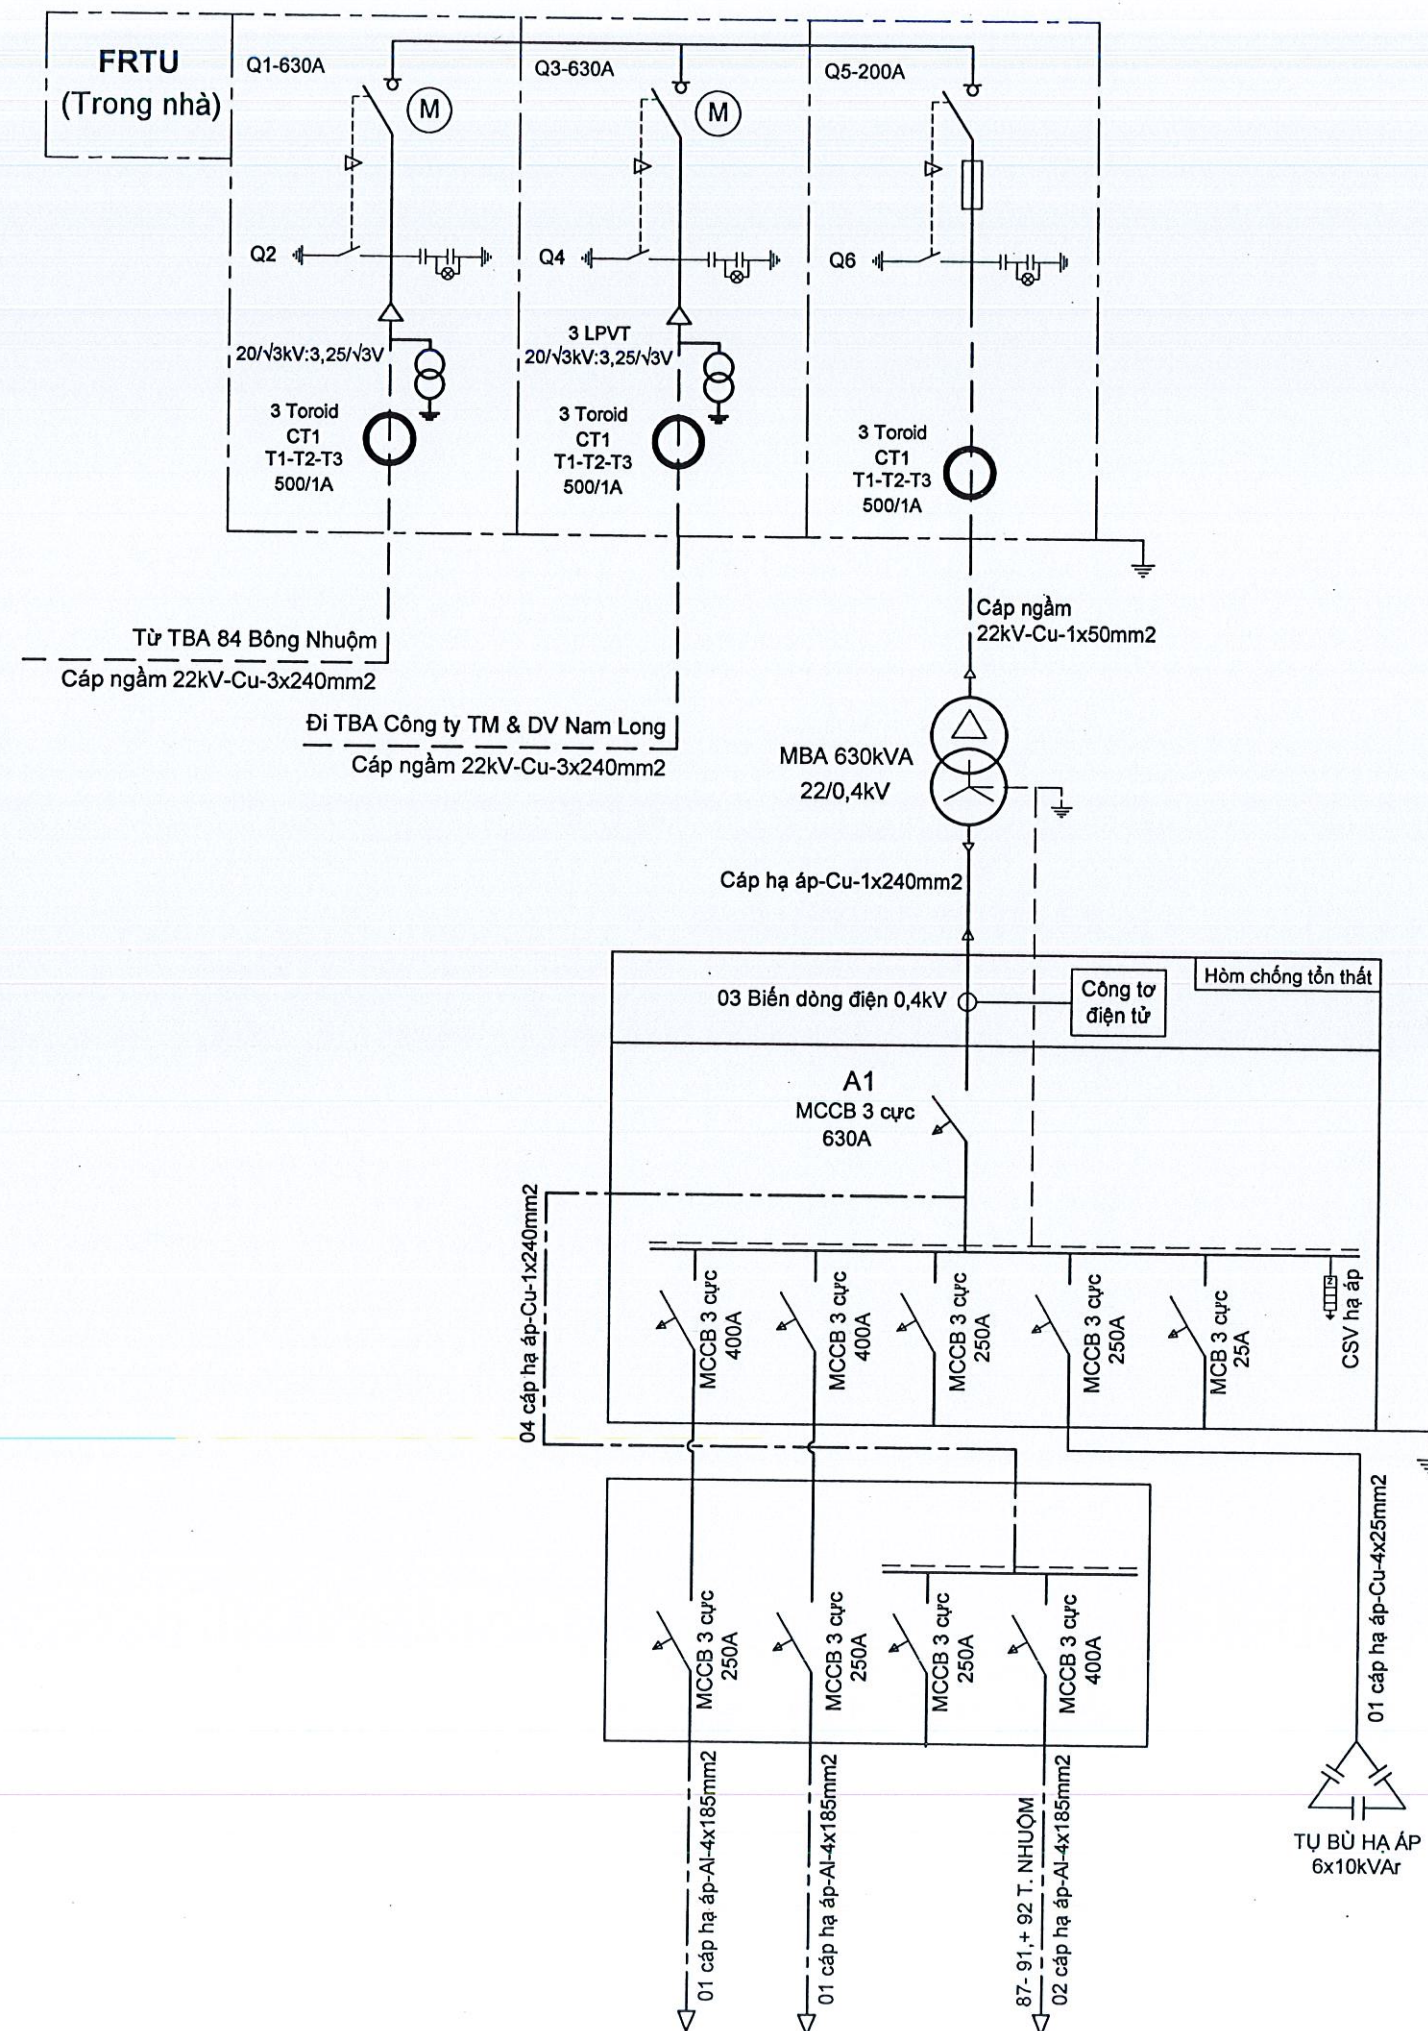 FRTU
(Trong nhà)
Q1-630A
M
Q2
20/√3kV:3,25/√3V
3 Toroid
CT1
T1-T2-T3
500/1A
Q3-630A
M
Q4
3 LPVT
20/√3kV:3,25/√3V
3 Toroid
CT1
T1-T2-T3
500/1A
Q5-200A
Q6
3 Toroid
CT1
T1-T2-T3
500/1A
Từ TBA 84 Bông Nhuộm
Cáp ngầm 22kV-Cu-3x240mm2
Đi TBA Công ty TM & DV Nam Long
Cáp ngầm 22kV-Cu-3x240mm2
Cáp ngầm
22kV-Cu-1x50mm2
MBA 630kVA
22/0,4kV
Cáp hạ áp-Cu-1x240mm2
Hòm chống tổn thất
03 Biến dòng điện 0,4kV
Công tơ
điện tử
A1
MCCB 3 cực
630A
04 cáp hạ áp-Cu-1x240mm2
MCCB 3 cực
400A
MCCB 3 cực
400A
MCCB 3 cực
250A
MCCB 3 cực
250A
MCB 3 cực
25A
CSV hạ áp
MCCB 3 cực
250A
MCCB 3 cực
250A
MCCB 3 cực
250A
MCCB 3 cực
400A
01 cáp hạ áp-Cu-4x25mm2
01 cáp hạ áp-Al-4x185mm2
01 cáp hạ áp-Al-4x185mm2
87- 91,+ 92 T. NHUỘM
02 cáp hạ áp-Al-4x185mm2
TỤ BÙ HẠ ÁP
6x10kVAr